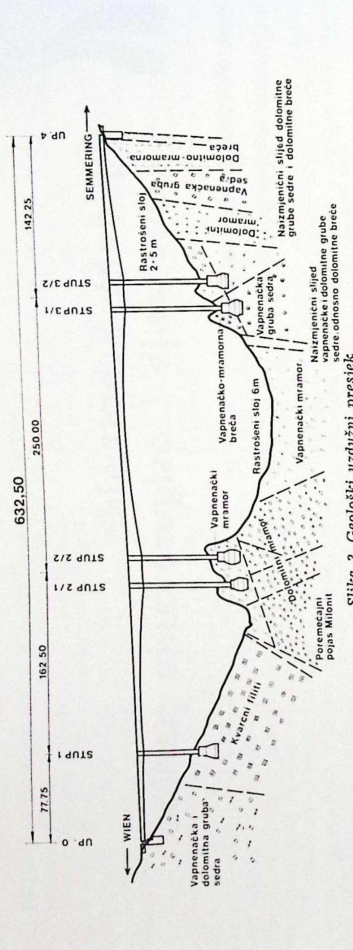 632,50
77.75
162 50
250 00
142 25
UP. 0
STUP 1
STUP 2/1
STUP 2/2
STUP 3/1
STUP 3/2
UP. 4
WIEN
SEMMERING
Vapnenačka i
dolomitna gruba
sedra
Kvarcni filiti
Poremećajni
pojas Milonit
Dolomitni mramor
Vapnenački
mramor
Vapnenačko-mramorna
breča
Rastrošeni sloj 6m
Vapnenački mramor
Rastrošeni sloj
2-5 m
Vapnenačka
gruba sedra
Naizmjenični slijed
vapnenačke i dolomitne grube
sedre, odnosno dolomitne breče
Dolomitni
mramor
Vapnenačka gruba
sedra
Dolomitno-mramorna
breča
Naizmjenični slijed dolomitne
grube sedre i dolomitne breče
Slika 2. Geološki uzdužni presjek